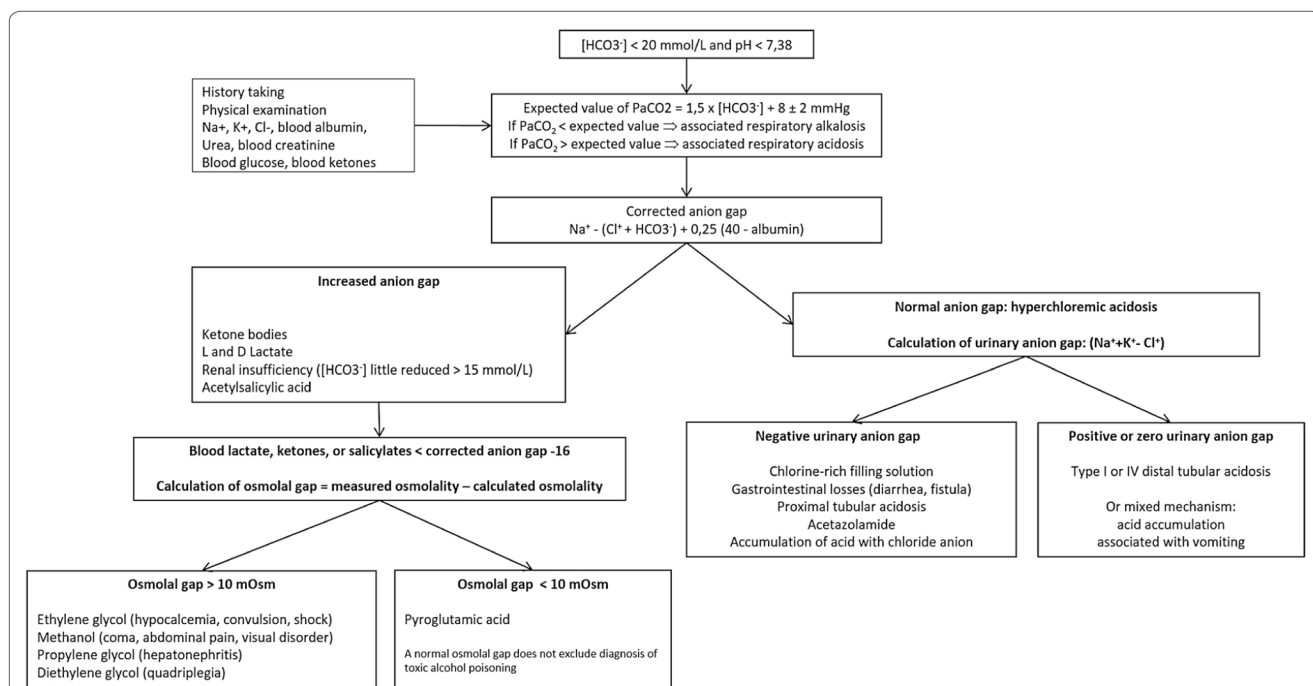 [HCO3-] < 20 mmol/L and pH < 7,38
History taking
Physical examination
Na+, K+, Cl-, blood albumin,
Urea, blood creatinine
Blood glucose, blood ketones
Expected value of PaCO2 = 1,5 x [HCO3-] + 8 ± 2 mmHg
If PaCO2 < expected value ⇒ associated respiratory alkalosis
If PaCO2 > expected value ⇒ associated respiratory acidosis
Corrected anion gap
Na+ - (Cl+ + HCO3-) + 0,25 (40 - albumin)
Increased anion gap
Ketone bodies
L and D Lactate
Renal insufficiency ([HCO3-] little reduced > 15 mmol/L)
Acetylsalicylic acid
Normal anion gap: hyperchloremic acidosis
Calculation of urinary anion gap: (Na++K+- Cl+)
Blood lactate, ketones, or salicylates < corrected anion gap -16
Calculation of osmolal gap = measured osmolality – calculated osmolality
Negative urinary anion gap
Chlorine-rich filling solution
Gastrointestinal losses (diarrhea, fistula)
Proximal tubular acidosis
Acetazolamide
Accumulation of acid with chloride anion
Positive or zero urinary anion gap
Type I or IV distal tubular acidosis
Or mixed mechanism:
acid accumulation
associated with vomiting
Osmolal gap > 10 mOsm
Ethylene glycol (hypocalcemia, convulsion, shock)
Methanol (coma, abdominal pain, visual disorder)
Propylene glycol (hepatonephritis)
Diethylene glycol (quadriplegia)
Osmolal gap < 10 mOsm
Pyroglutamic acid
A normal osmolal gap does not exclude diagnosis of
toxic alcohol poisoning